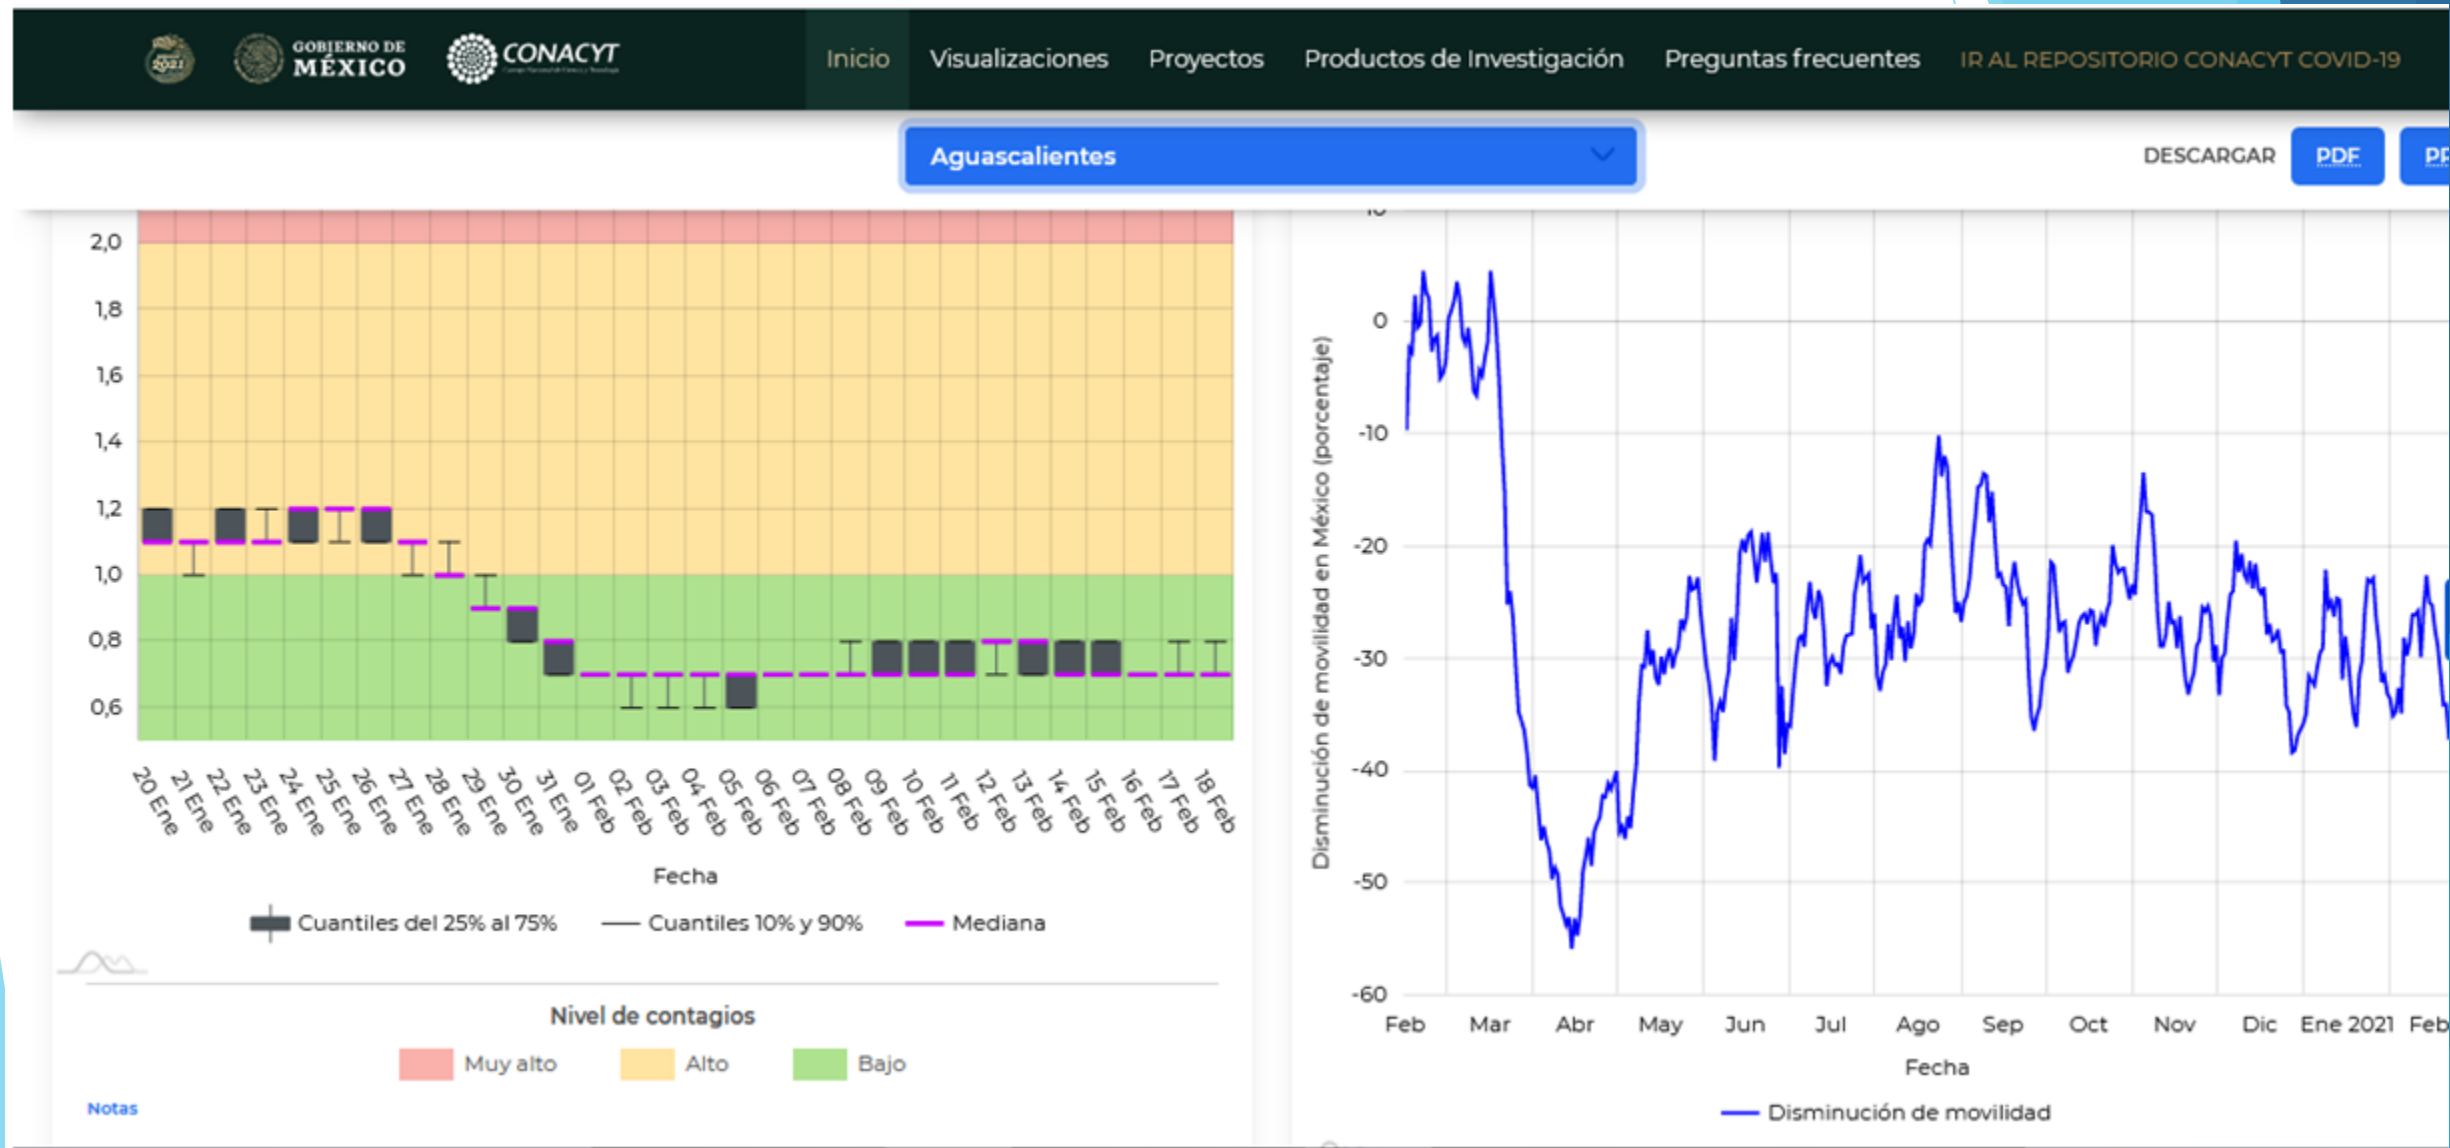 2021
GOBIERNO DE
MÉXICO
CONACYT
Inicio
Visualizaciones
Proyectos
Productos de Investigación
Preguntas frecuentes
IR AL REPOSITORIO CONACYT COVID-19
Aguascalientes
DESCARGAR
PDF
2,0
1,8
1,6
1,4
1,2
1,0
0,8
0,6
20 Ene
21 Ene
22 Ene
23 Ene
24 Ene
25 Ene
26 Ene
27 Ene
28 Ene
29 Ene
30 Ene
31 Ene
01 Feb
02 Feb
03 Feb
04 Feb
05 Feb
06 Feb
07 Feb
08 Feb
09 Feb
10 Feb
11 Feb
12 Feb
13 Feb
14 Feb
15 Feb
16 Feb
17 Feb
18 Feb
Fecha
Cuantiles del 25% al 75%
Cuantiles 10% y 90%
Mediana
Nivel de contagios
Muy alto
Alto
Bajo
Notas
Disminución de movilidad en México (porcentaje)
10
0
-10
-20
-30
-40
-50
-60
Feb
Mar
Abr
May
Jun
Jul
Ago
Sep
Oct
Nov
Dic
Ene 2021
Feb
Fecha
Disminución de movilidad